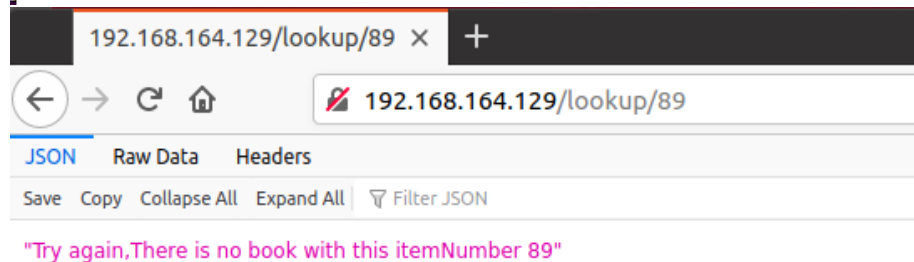 192.168.164.129/lookup/89 × +
192.168.164.129/lookup/89
JSON Raw Data Headers
Save Copy Collapse All Expand All Filter JSON
"Try again,There is no book with this itemNumber 89"